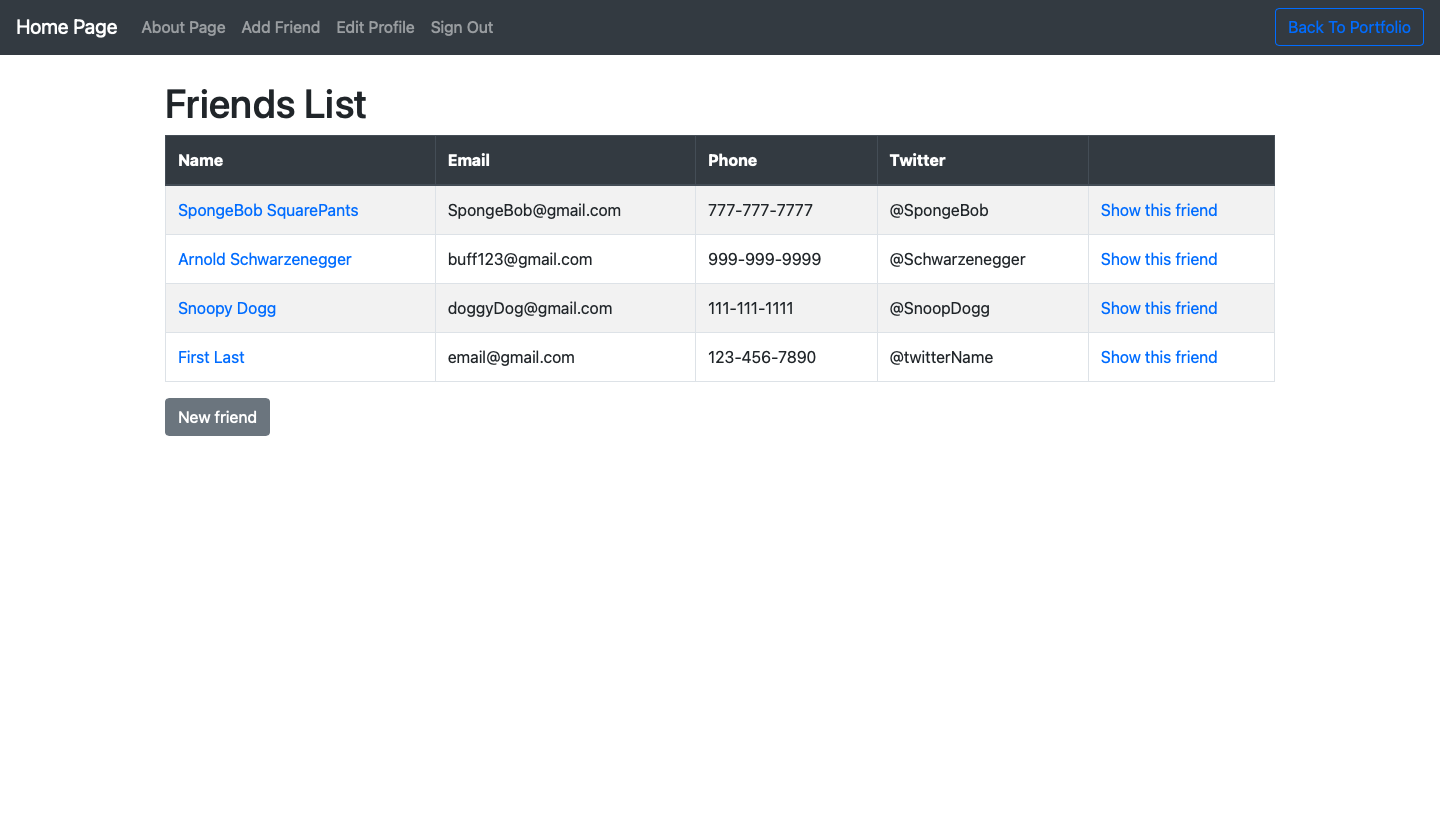 Home Page About Page Add Friend Edit Profile Sign Out Back To Portfolio
Friends List
Name Email Phone Twitter
SpongeBob SquarePants SpongeBob@gmail.com 777-777-7777 @SpongeBob Show this friend
Arnold Schwarzenegger buff123@gmail.com 999-999-9999 @Schwarzenegger Show this friend
Snoopy Dogg doggyDog@gmail.com 111-111-1111 @SnoopDogg Show this friend
First Last email@gmail.com 123-456-7890 @twitterName Show this friend
New friend